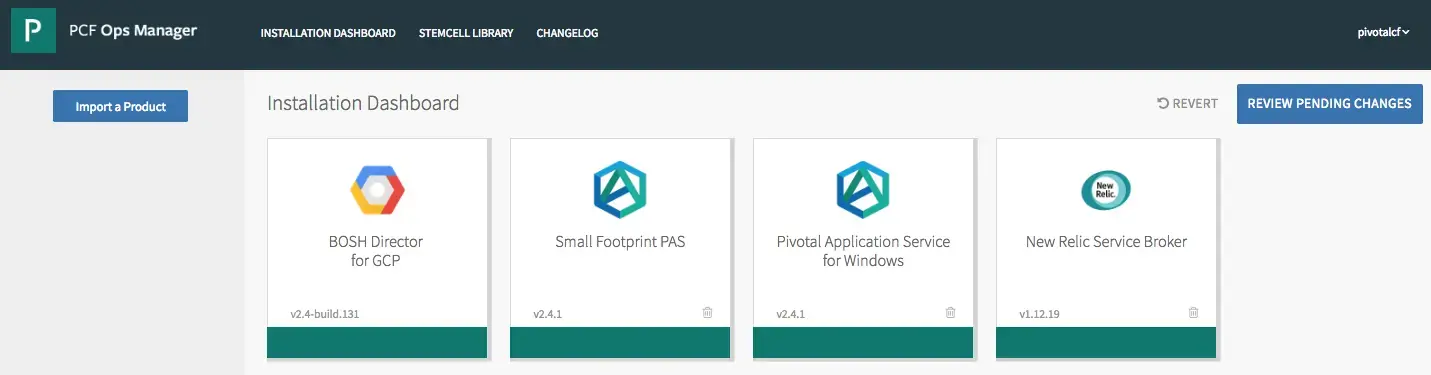 P
PCF Ops Manager
INSTALLATION DASHBOARD
STEMCELL LIBRARY
CHANGELOG
pivotalcf
Import a Product
Installation Dashboard
REVERT
REVIEW PENDING CHANGES
BOSH Director
for GCP
v2.4-build.131
Small Footprint PAS
v2.4.1
Pivotal Application Service
for Windows
v2.4.1
New
Relic.
New Relic Service Broker
v1.12.19